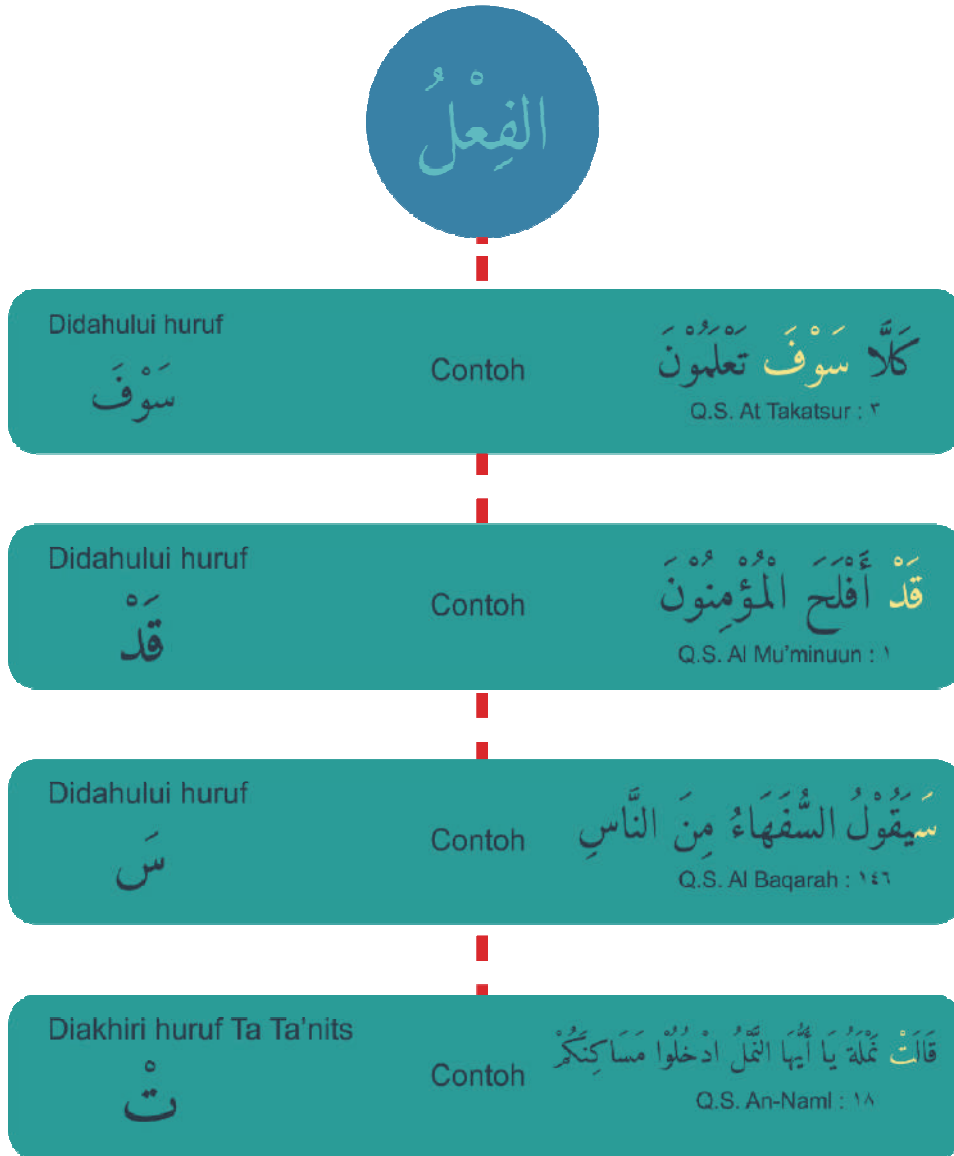 الفِعْلُ
Didahului huruf
سَوْفَ
Contoh
كَلَّا سَوْفَ تَعْلَمُوْنَ
Q.S. At Takatsur : ٣
Didahului huruf
قَدْ
Contoh
قَدْ أَفْلَحَ الْمُؤْمِنُوْنَ
Q.S. Al Mu'minuun : ١
Didahului huruf
سَ
Contoh
سَيَقُوْلُ السُّفَهَاءُ مِنَ النَّاسِ
Q.S. Al Baqarah : ١٤٦
Diakhiri huruf Ta Ta'nits
تْ
Contoh
قَالَتْ نَمْلَةُ يَا أَيُّهَا النَّمْلُ ادْخُلُوْا مَسَاكِنَكُمْ
Q.S. An-Naml : ١٨